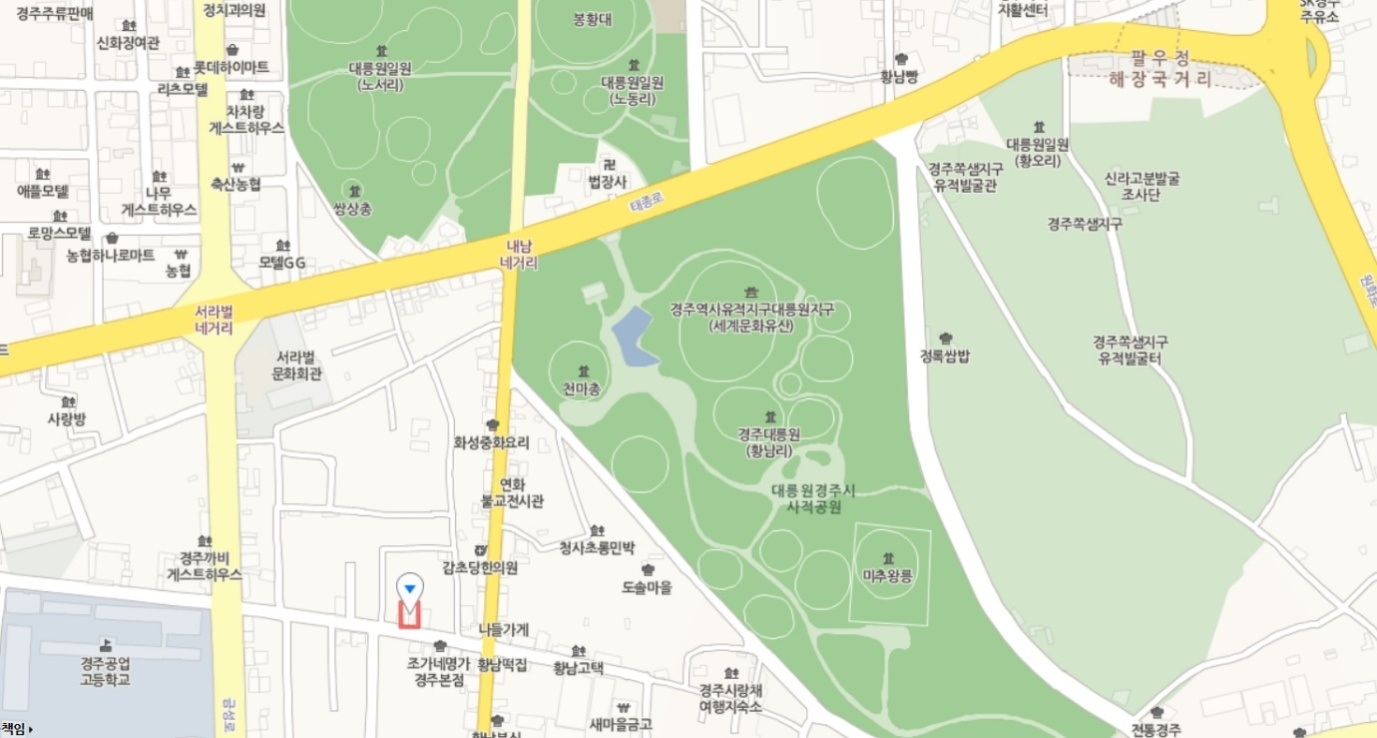 경주주류판매
정치과의원
신화장여관
롯데하이마트
리츠모텔
차차랑
게스트하우스
축산농협
애플모텔
나무
게스트하우스
로망스모텔
농협하나로마트
농협
모텔GG
대릉원일원
(노서리)
쌍상총
봉황대
대릉원일원
(노동리)
법장사
태종로
내남
네거리
자활센터
황남빵
팔우정
해장국거리
SK경주
주유소
대릉원일원
(황오리)
경주쪽샘지구
유적발굴관
신라고분발굴
조사단
경주쪽샘지구
원화로
서라벌
네거리
서라벌
문화회관
사랑방
경주역사유적지구대릉원지구
(세계문화유산)
천마총
정록쌈밥
경주쪽샘지구
유적발굴터
경주대릉원
(황남리)
화성중화요리
연화
불교전시관
대릉원경주시
사적공원
청사초롱민박
감초당한의원
도솔마을
미추왕릉
경주까비
게스트하우스
나들가게
조가네명가
경주본점
황남떡집
황남고택
경주공업
고등학교
경주사랑채
여행지숙소
새마을금고
금성로
전통경주
책임